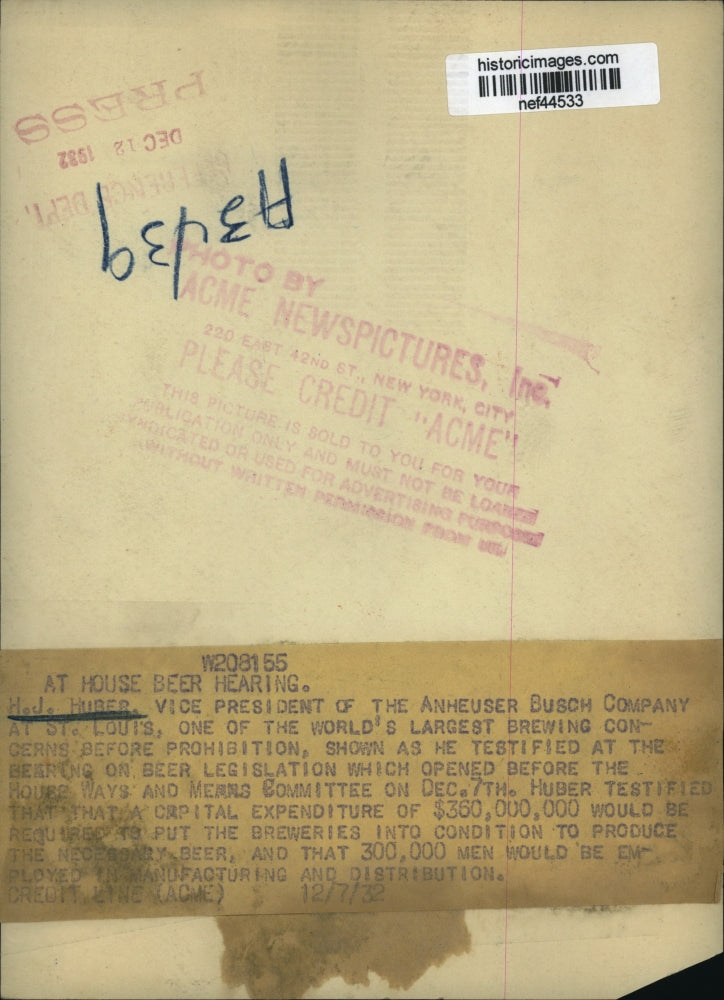 historicimages.com
nef44533
PRESS
DEC 12 1932
DEPT.
A3439
PHOTO BY
ACME NEWSPICTURES, Inc.
220 EAST 42ND ST., NEW YORK, CITY
PLEASE CREDIT "ACME"
THIS PICTURE IS SOLD TO YOU FOR YOUR
PUBLICATION ONLY AND MUST NOT BE LOANED
SYNDICATED OR USED FOR ADVERTISING PURPOSES
WITHOUT WRITTEN PERMISSION FROM US
W208155
AT HOUSE BEER HEARING.
H.J. HUBER, VICE PRESIDENT OF THE ANHEUSER BUSCH COMPANY
AT ST. LOUIS, ONE OF THE WORLD'S LARGEST BREWING CON-
CERNS BEFORE PROHIBITION, SHOWN AS HE TESTIFIED AT THE
HEARING ON BEER LEGISLATION WHICH OPENED BEFORE THE
HOUSE WAYS AND MEANS COMMITTEE ON DEC. 7TH. HUBER TESTIFIED
THAT THAT A CAPITAL EXPENDITURE OF $360,000,000 WOULD BE
REQUIRED TO PUT THE BREWERIES INTO CONDITION TO PRODUCE
THE NECESSARY BEER, AND THAT 300,000 MEN WOULD BE EM-
PLOYED IN MANUFACTURING AND DISTRIBUTION.
CREDIT LINE (ACME) 12/7/32